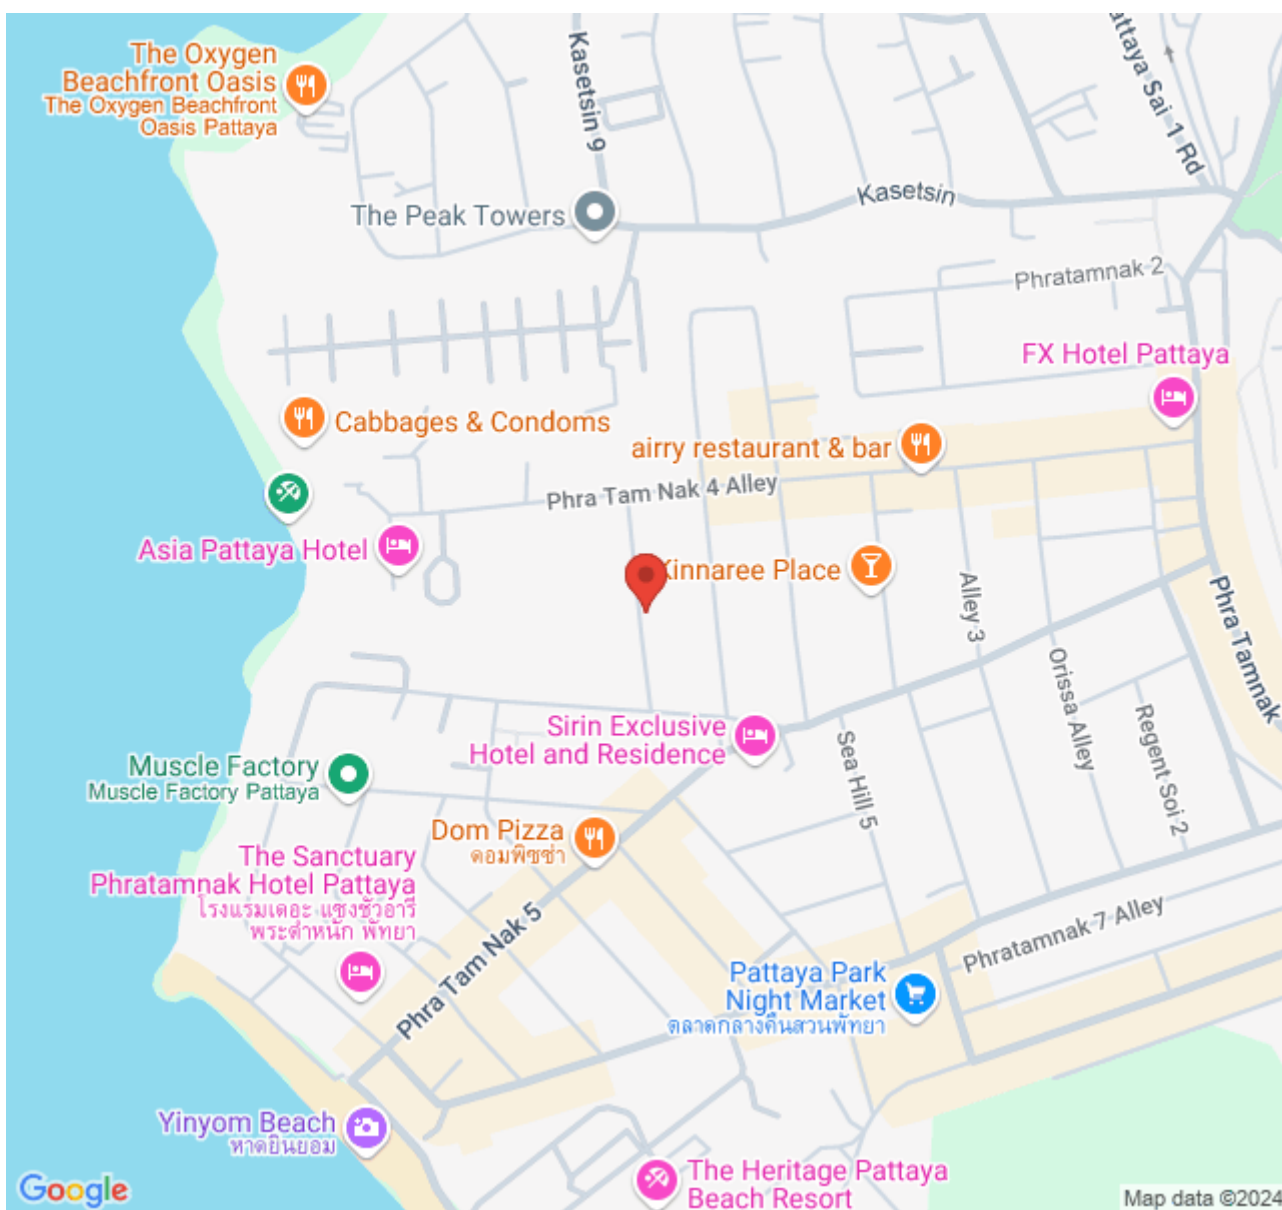 The Oxygen
Beachfront Oasis
The Oxygen Beachfront
Oasis Pattaya
Kasetsin 9
attaya Sai 1 Rd
The Peak Towers
Kasetsin
Phratamnak 2
FX Hotel Pattaya
Cabbages & Condoms
airry restaurant & bar
Phra Tam Nak 4 Alley
Asia Pattaya Hotel
Kinnaree Place
Alley 3
Phra Tamnak
Orissa Alley
Regent Soi 2
Sirin Exclusive
Hotel and Residence
Sea Hill 5
Muscle Factory
Muscle Factory Pattaya
Dom Pizza
ดอมพิซซ่า
The Sanctuary
Phratamnak Hotel Pattaya
โรงแรมเดอะ แซงชัวอารี
พระตำหนัก พัทยา
Phra Tam Nak 5
Phratamnak 7 Alley
Pattaya Park
Night Market
ตลาดกลางคืนสวนพัทยา
Yinyom Beach
หาดยินยอม
The Heritage Pattaya
Beach Resort
Google
Map data ©2024